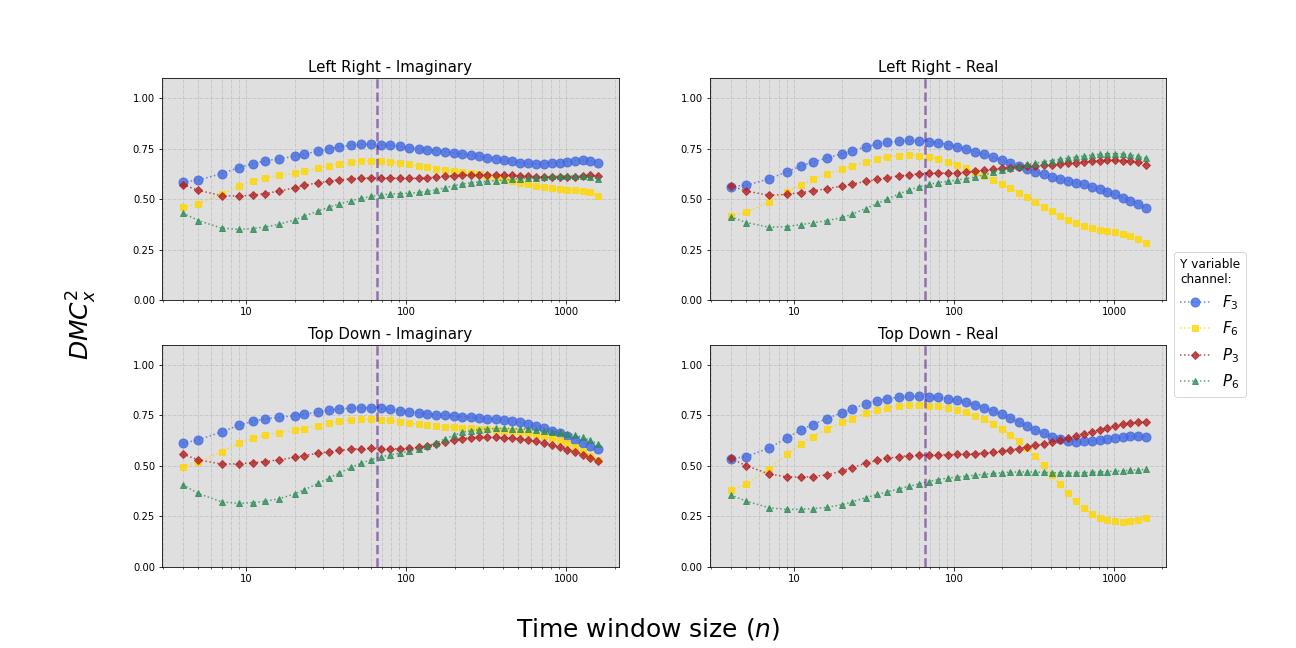 Left Right - Imaginary
1.00
0.75
0.50
0.25
0.00
10 100 1000
Left Right - Real
1.00
0.75
0.50
0.25
0.00
10 100 1000
Top Down - Imaginary
1.00
0.75
0.50
0.25
0.00
10 100 1000
Top Down - Real
1.00
0.75
0.50
0.25
0.00
10 100 1000
Y variable
channel:
F₃
F₆
P₃
P₆
DMC²ₓ
Time window size (n)